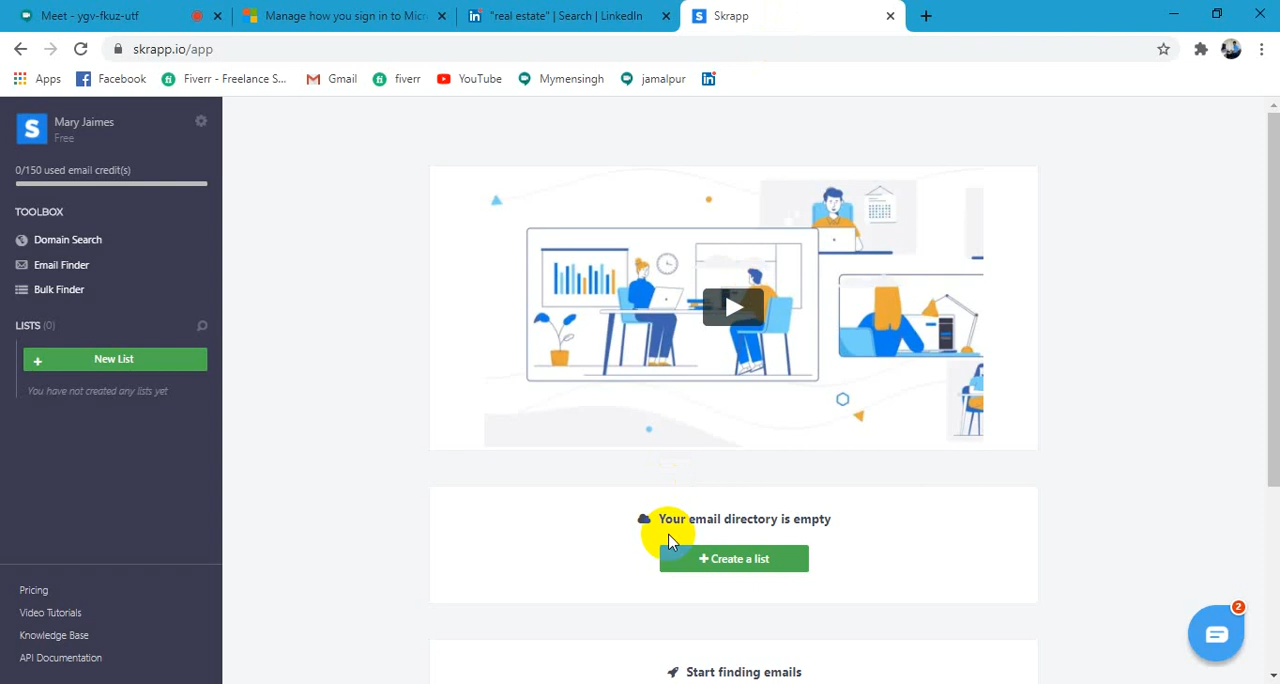 Meet - ygv-fkuz-utf
Manage how you sign in to Micr
"real estate" | Search | LinkedIn
Skrapp
skrapp.io/app
Apps
Facebook
Fiverr - Freelance S...
Gmail
fiverr
YouTube
Mymensingh
jamalpur
S
Mary Jaimes
Free
0/150 used email credit(s)
TOOLBOX
Domain Search
Email Finder
Bulk Finder
LISTS (0)
+ New List
You have not created any lists yet
Your email directory is empty
+ Create a list
Start finding emails
Pricing
Video Tutorials
Knowledge Base
API Documentation
2